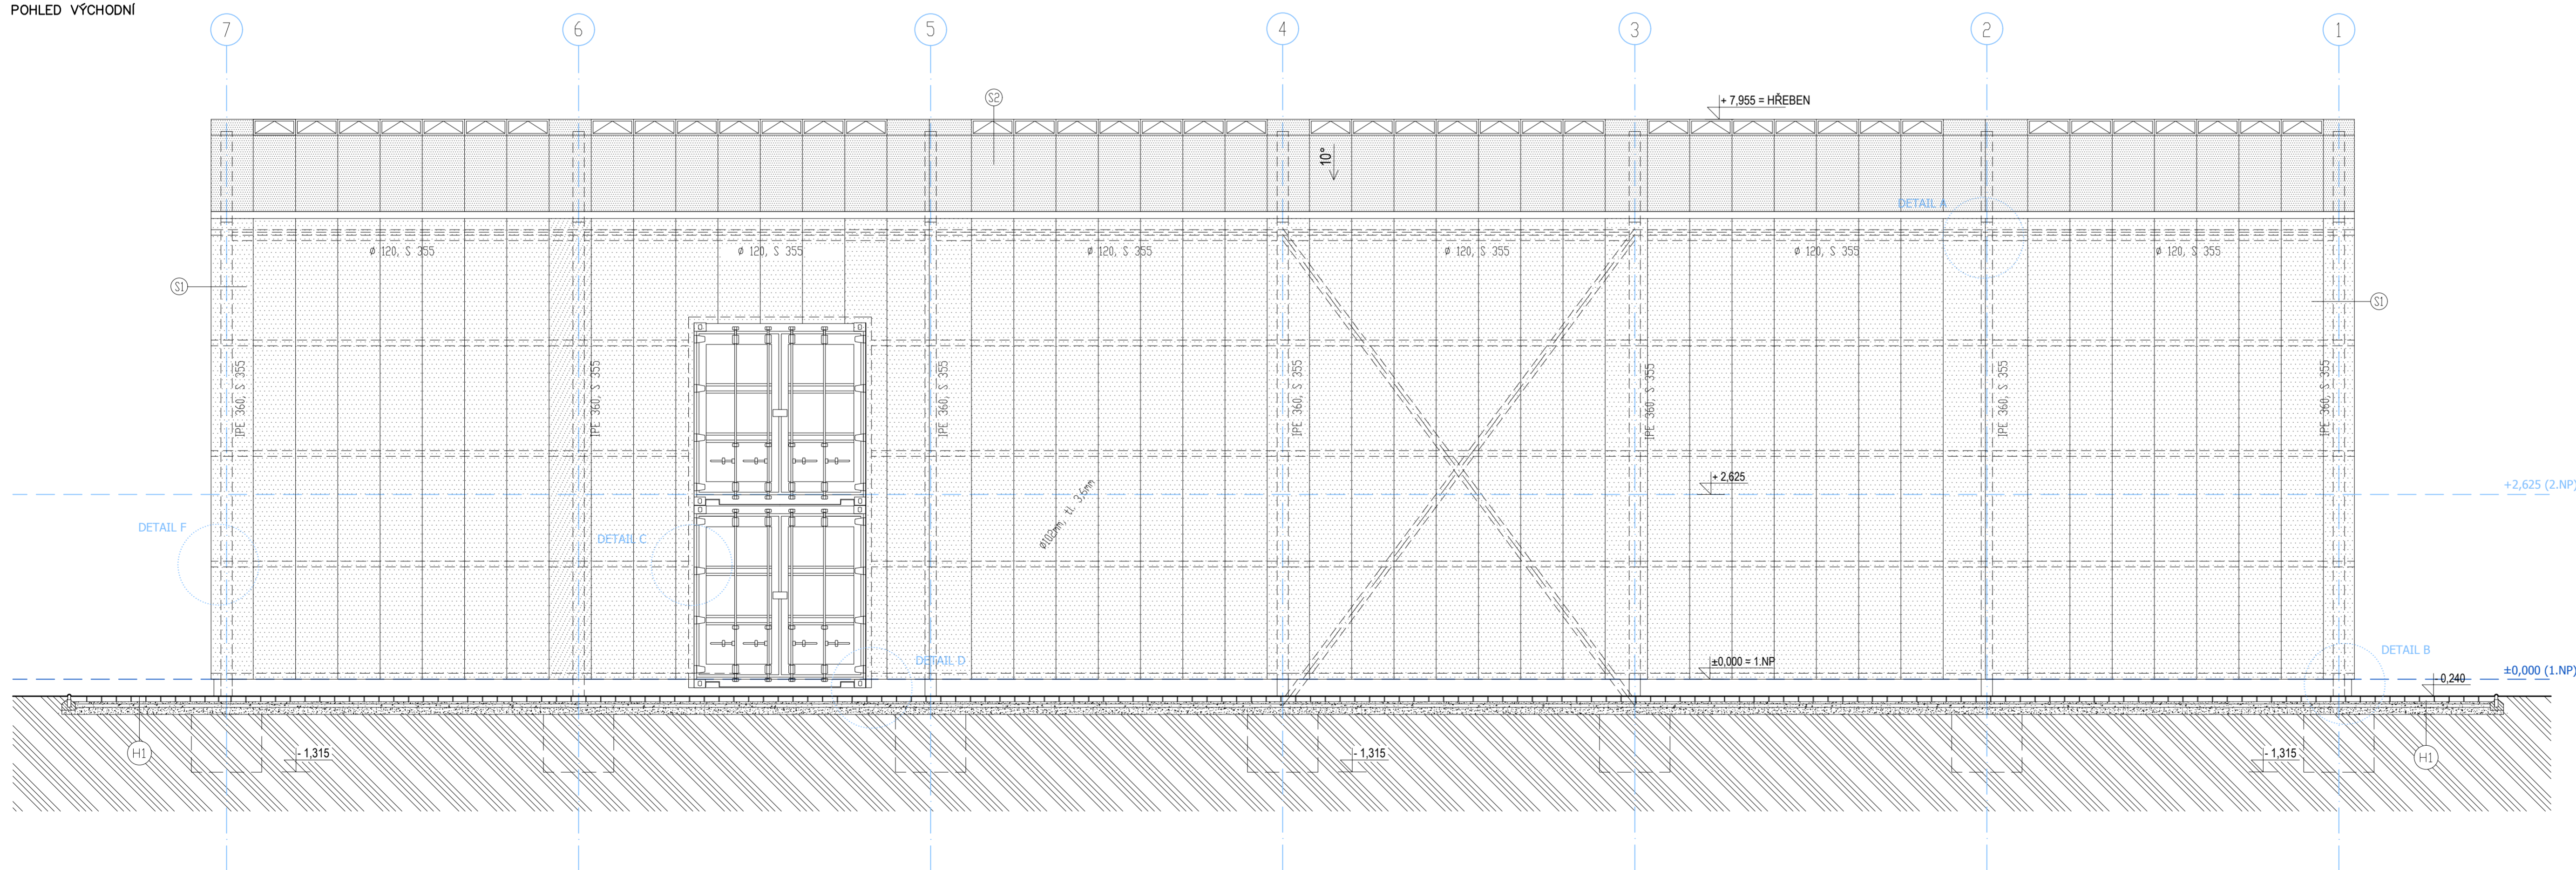 POHLED VÝCHODNÍ
7
6
5
4
3
2
1
S2
+ 7,955 = HŘEBEN
10°
DETAIL A
ϕ 120, S 355
ϕ 120, S 355
ϕ 120, S 355
ϕ 120, S 355
ϕ 120, S 355
ϕ 120, S 355
S1
S1
IPE 360, S 355
IPE 360, S 355
IPE 360, S 355
IPE 360, S 355
IPE 360, S 355
IPE 360, S 355
IPE 360, S 355
+ 2,625
+2,625 (2.NP)
Ø102mm, tl. 3,6mm
DETAIL F
DETAIL C
DETAIL D
DETAIL B
±0,000 = 1.NP
±0,000 (1.NP)
- 0,240
H1
- 1,315
- 1,315
- 1,315
H1